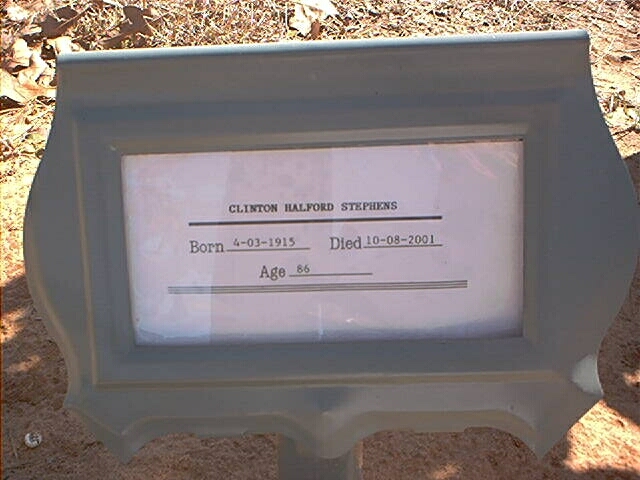 CLINTON HALFORD STEPHENS
Born 4-03-1915 Died 10-08-2001
Age 86